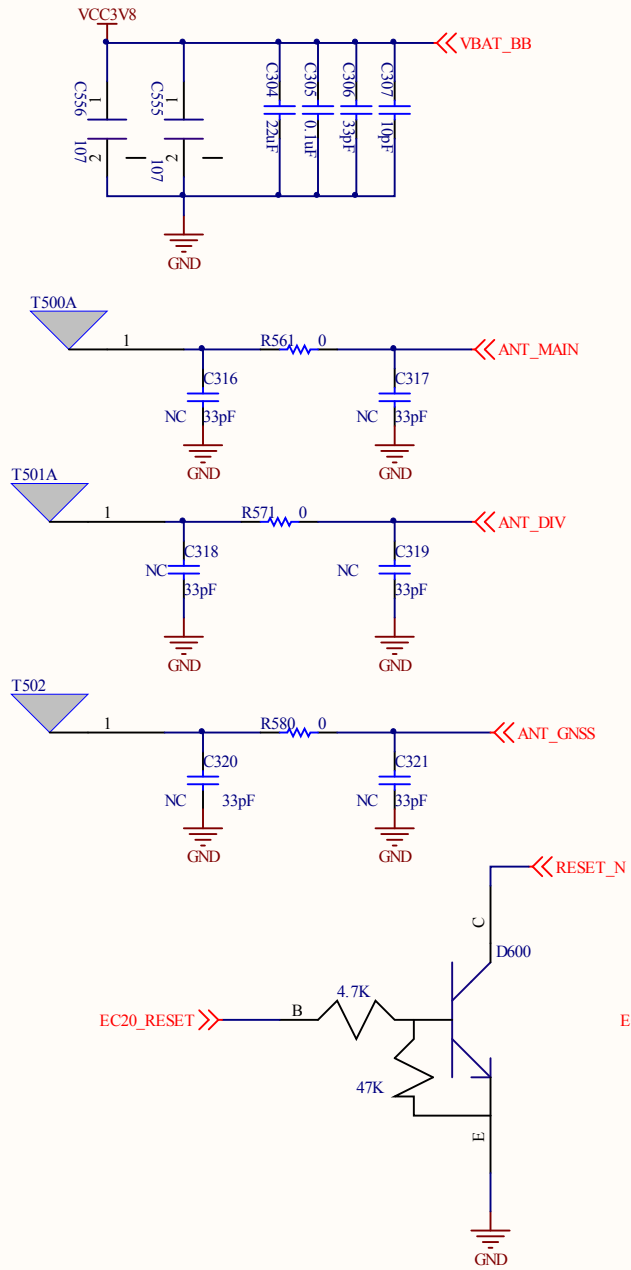 VCC3V8
VBAT_BB
C556
1
2
107
C555
1
2
107
C304
22uF
C305
0.1uF
C306
33pF
C307
10pF
GND
T500A
1
R561 0
ANT_MAIN
C316
NC 33pF
GND
C317
NC 33pF
GND
T501A
1
R571 0
ANT_DIV
C318
NC
33pF
GND
C319
NC
33pF
GND
T502
1
R580 0
ANT_GNSS
C320
NC 33pF
GND
C321
NC 33pF
GND
RESET_N
C
D600
4.7K
EC20_RESET
B
47K
E
GND
E